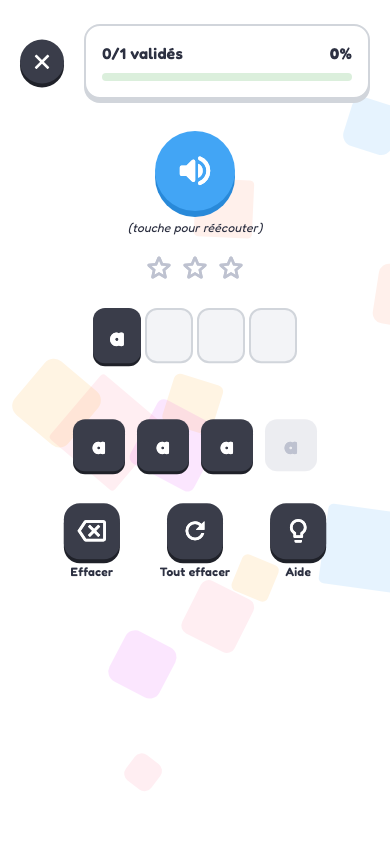 0/1 validés 0%
(touche pour réécouter)
a
a a a a
Effacer Tout effacer Aide